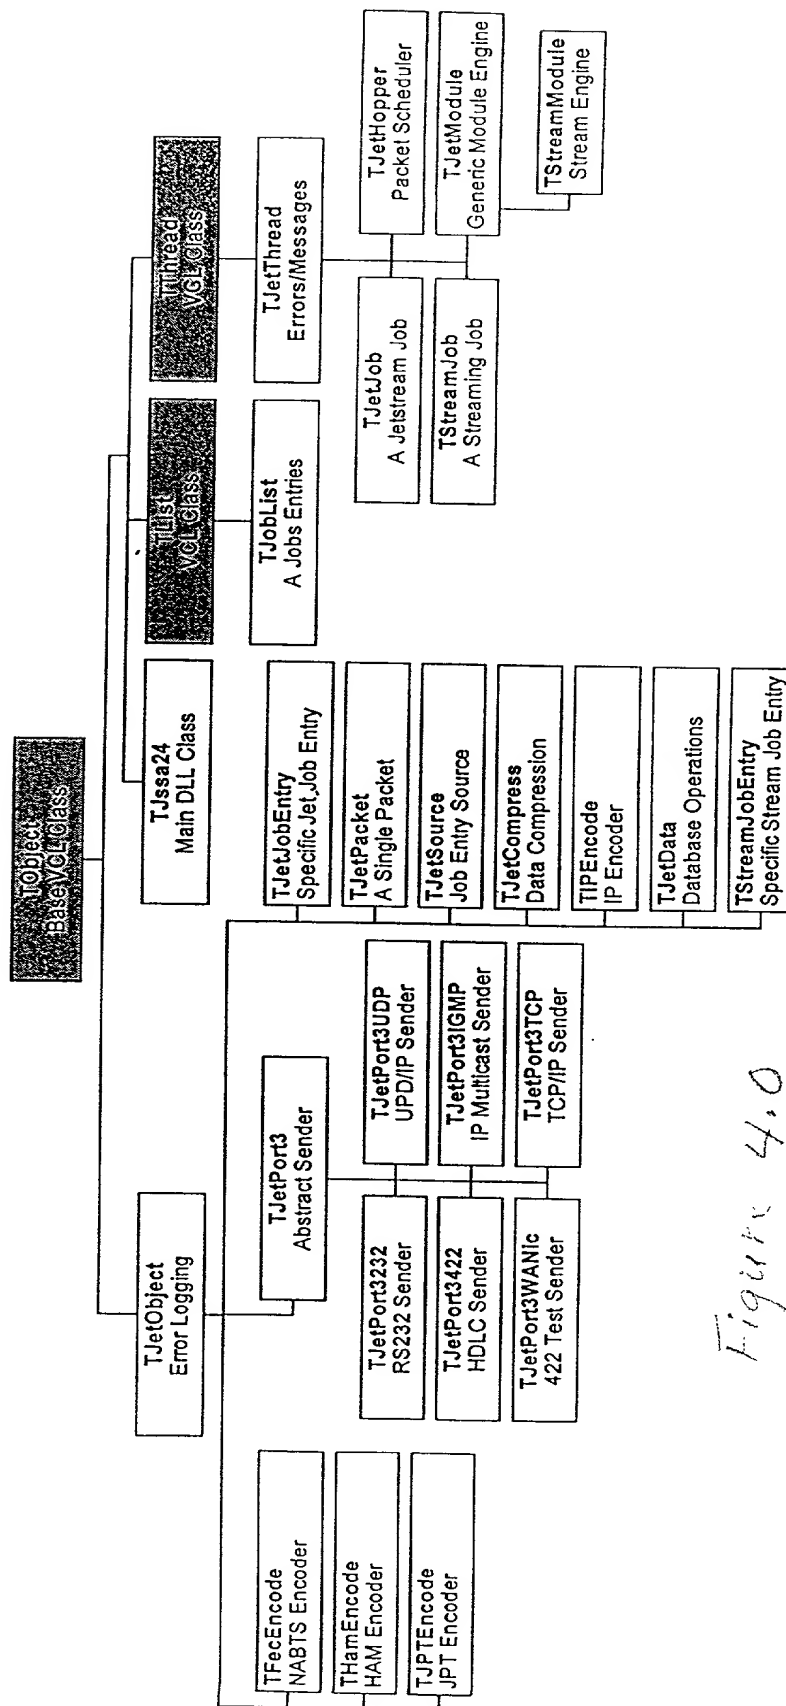 TObject
Base VCL Class
TJetObject
Error Logging
TJssa24
Main DLL Class
TList
VCL Class
TThread
VCL Class
TFecEncode
NABTS Encoder
THamEncode
HAM Encoder
TJPTEncode
JPT Encoder
TJetPort3
Abstract Sender
TJetPort3232
RS232 Sender
TJetPort3UDP
UPD/IP Sender
TJetPort3422
HDLC Sender
TJetPort3IGMP
IP Multicast Sender
TJetPort3WANic
422 Test Sender
TJetPort3TCP
TCP/IP Sender
TJetJobEntry
Specific Jet Job Entry
TJetPacket
A Single Packet
TJetSource
Job Entry Source
TJetCompress
Data Compression
TIPEncode
IP Encoder
TJetData
Database Operations
TStreamJobEntry
Specific Stream Job Entry
TJobList
A Jobs Entries
TJetThread
Errors/Messages
TJetJob
A Jetstream Job
TJetHopper
Packet Scheduler
TStreamJob
A Streaming Job
TJetModule
Generic Module Engine
TStreamModule
Stream Engine
Figure 4.0